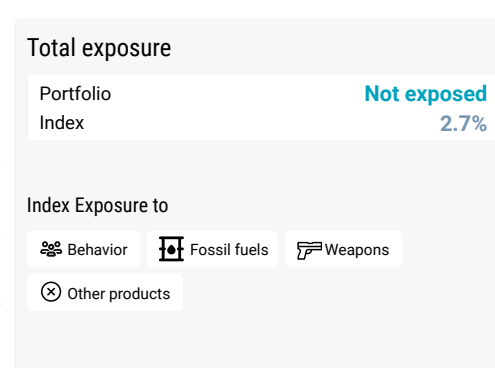 Total exposure
Portfolio Not exposed
Index 2.7%
Index Exposure to
Behavior Fossil fuels Weapons
Other products